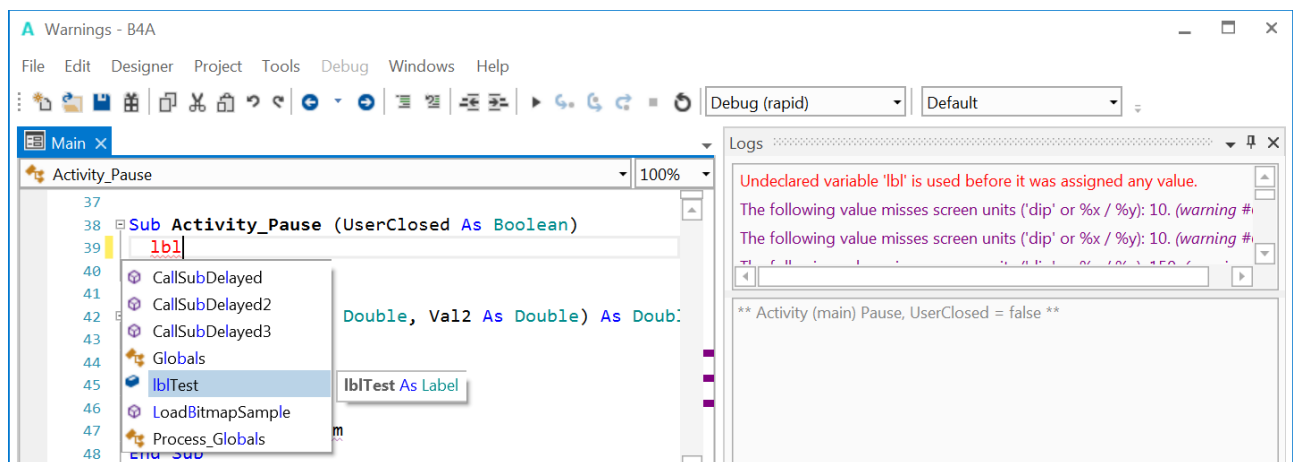 Warnings - B4A
File Edit Designer Project Tools Debug Windows Help
Debug (rapid)
Default
Main
Activity_Pause
100%
37
38 Sub Activity_Pause (UserClosed As Boolean)
39 lbl
40
41
42 Double, Val2 As Double) As Doubl
43
44
45
46
47 m
48 End Sub
CallSubDelayed
CallSubDelayed2
CallSubDelayed3
Globals
lblTest
LoadBitmapSample
Process_Globals
lblTest As Label
Logs
Undeclared variable 'lbl' is used before it was assigned any value.
The following value misses screen units ('dip' or %x / %y): 10. (warning #
The following value misses screen units ('dip' or %x / %y): 10. (warning #
** Activity (main) Pause, UserClosed = false **